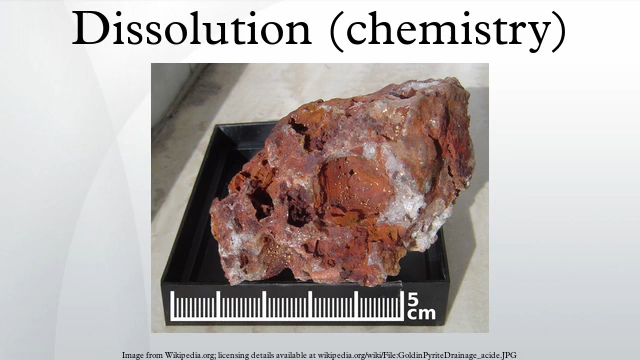 Dissolution (chemistry)
5
cm
Image from Wikipedia.org; licensing details available at wikipedia.org/wiki/File:GoldinPyriteDrainage_acide.JPG